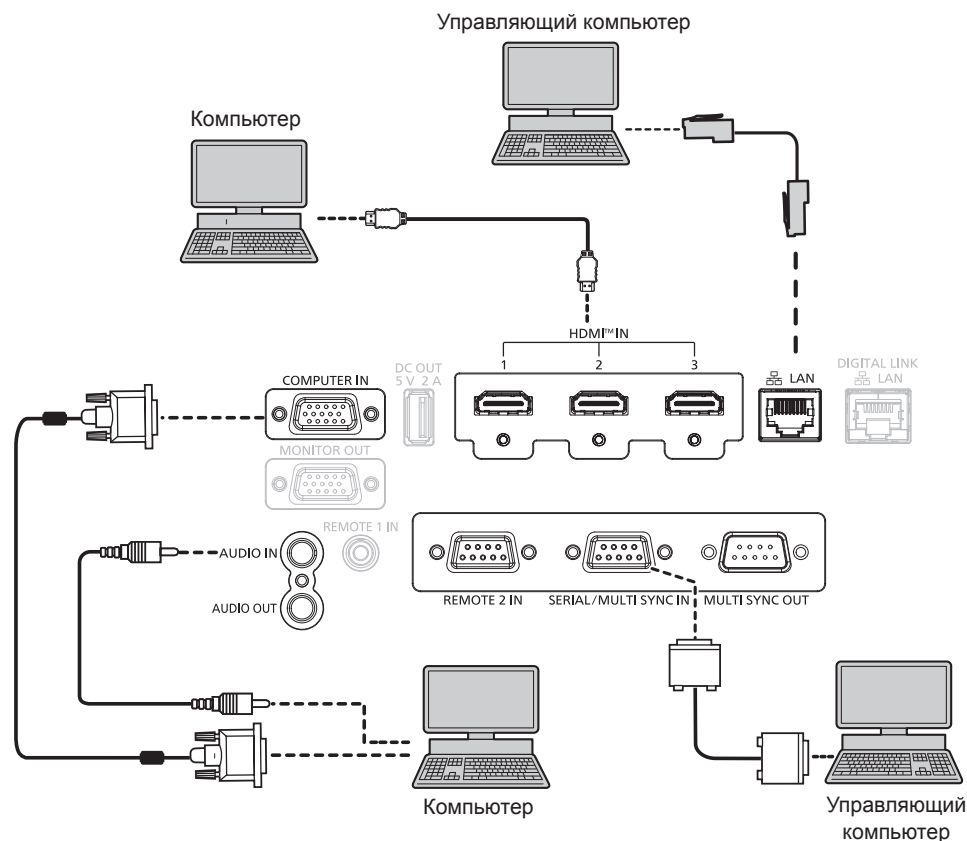 Управляющий компьютер
Компьютер
HDMI™ IN
1 2 3
DC OUT
5 V 2 A
COMPUTER IN
LAN
DIGITAL LINK
LAN
MONITOR OUT
REMOTE 1 IN
AUDIO IN
AUDIO OUT
REMOTE 2 IN SERIAL/MULTI SYNC IN MULTI SYNC OUT
Компьютер
Управляющий
компьютер